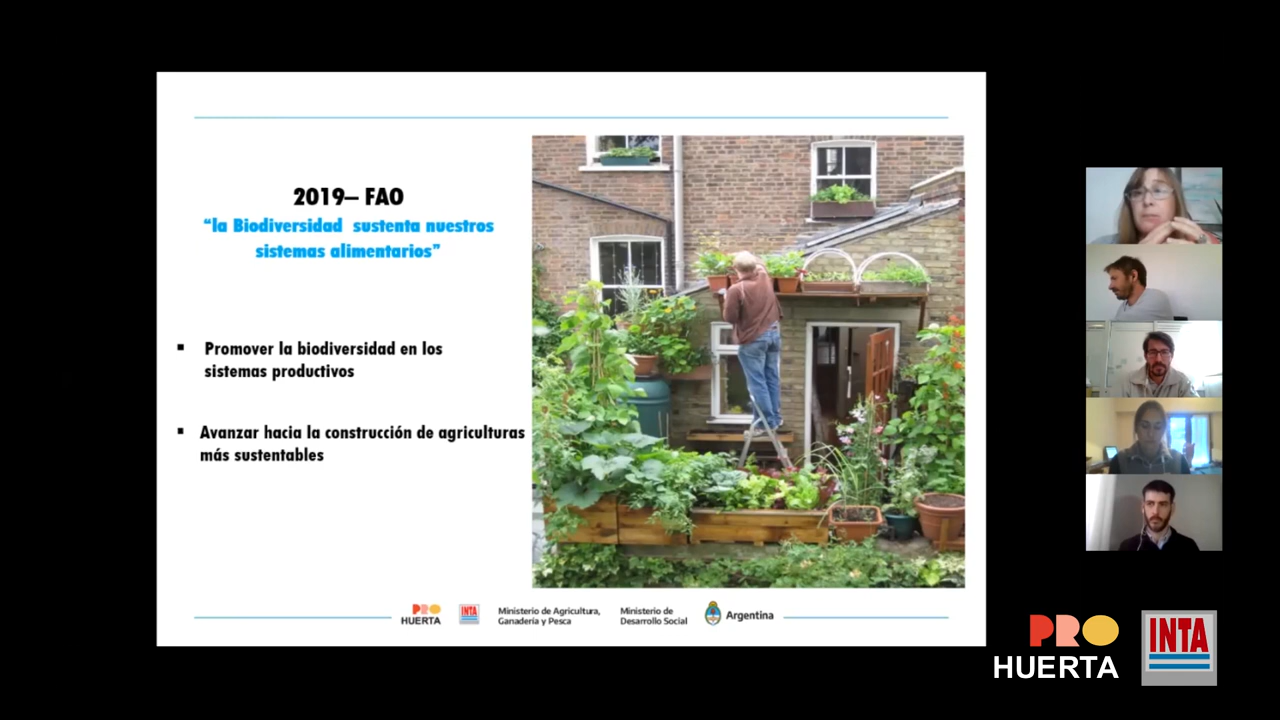 2019– FAO
“la Biodiversidad sustenta nuestros
sistemas alimentarios”
▪ Promover la biodiversidad en los
sistemas productivos
▪ Avanzar hacia la construcción de agriculturas
más sustentables
PRO
HUERTA
INTA
Ministerio de Agricultura,
Ganadería y Pesca
Ministerio de
Desarrollo Social
Argentina
PRO
HUERTA
INTA